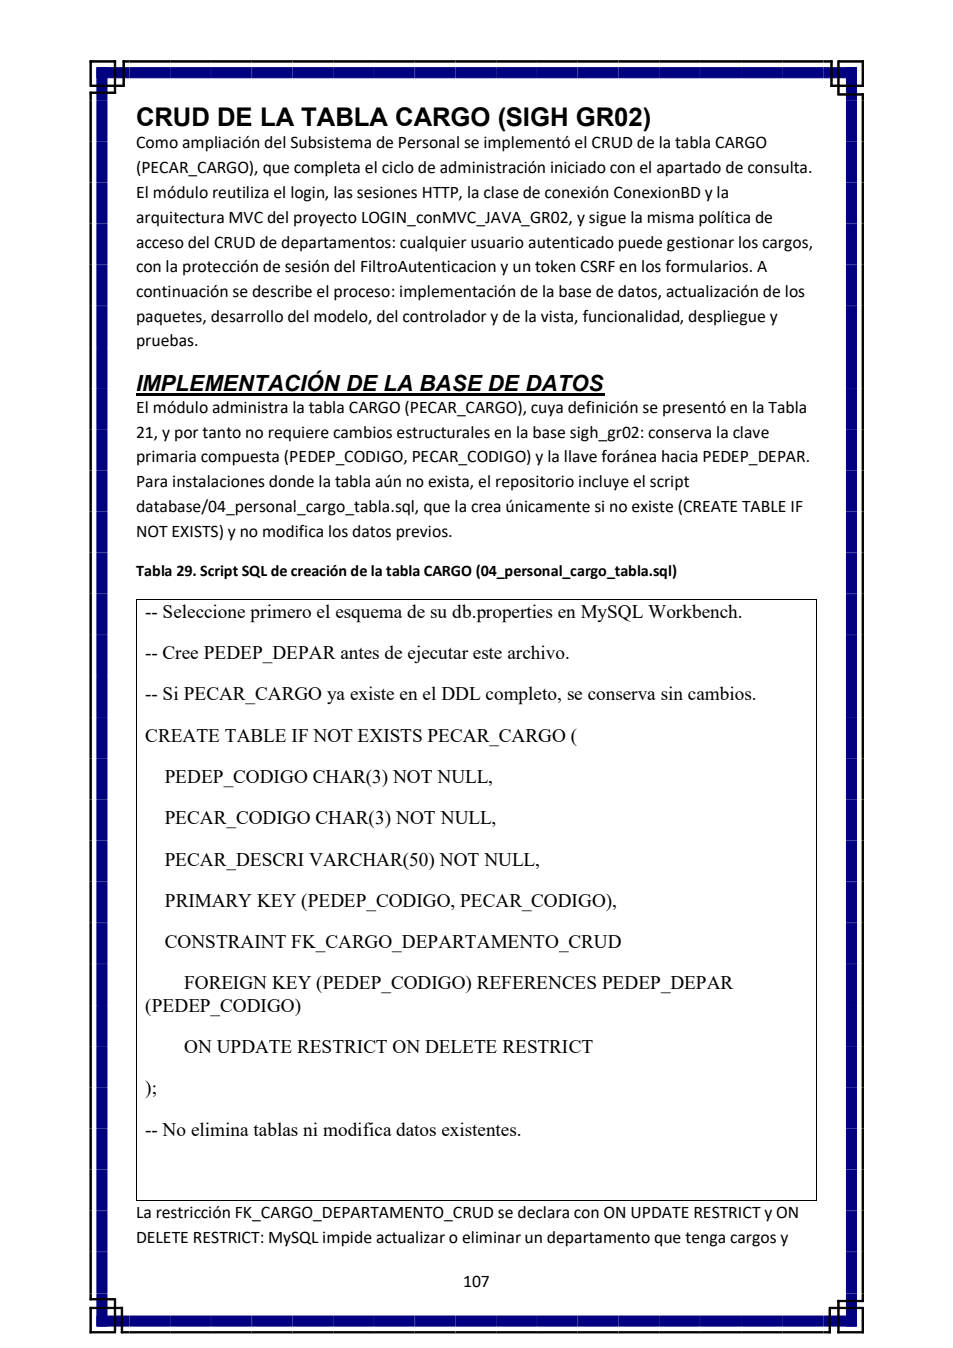 CRUD DE LA TABLA CARGO (SIGH GR02)
Como ampliación del Subsistema de Personal se implementó el CRUD de la tabla CARGO
(PECAR_CARGO), que completa el ciclo de administración iniciado con el apartado de consulta.
El módulo reutiliza el login, las sesiones HTTP, la clase de conexión ConexionBD y la
arquitectura MVC del proyecto LOGIN_conMVC_JAVA_GR02, y sigue la misma política de
acceso del CRUD de departamentos: cualquier usuario autenticado puede gestionar los cargos,
con la protección de sesión del FiltroAutenticacion y un token CSRF en los formularios. A
continuación se describe el proceso: implementación de la base de datos, actualización de los
paquetes, desarrollo del modelo, del controlador y de la vista, funcionalidad, despliegue y
pruebas.
IMPLEMENTACIÓN DE LA BASE DE DATOS
El módulo administra la tabla CARGO (PECAR_CARGO), cuya definición se presentó en la Tabla
21, y por tanto no requiere cambios estructurales en la base sigh_gr02: conserva la clave
primaria compuesta (PEDEP_CODIGO, PECAR_CODIGO) y la llave foránea hacia PEDEP_DEPAR.
Para instalaciones donde la tabla aún no exista, el repositorio incluye el script
database/04_personal_cargo_tabla.sql, que la crea únicamente si no existe (CREATE TABLE IF
NOT EXISTS) y no modifica los datos previos.
Tabla 29. Script SQL de creación de la tabla CARGO (04_personal_cargo_tabla.sql)
-- Seleccione primero el esquema de su db.properties en MySQL Workbench.
-- Cree PEDEP_DEPAR antes de ejecutar este archivo.
-- Si PECAR_CARGO ya existe en el DDL completo, se conserva sin cambios.
CREATE TABLE IF NOT EXISTS PECAR_CARGO (
PEDEP_CODIGO CHAR(3) NOT NULL,
PECAR_CODIGO CHAR(3) NOT NULL,
PECAR_DESCRI VARCHAR(50) NOT NULL,
PRIMARY KEY (PEDEP_CODIGO, PECAR_CODIGO),
CONSTRAINT FK_CARGO_DEPARTAMENTO_CRUD
FOREIGN KEY (PEDEP_CODIGO) REFERENCES PEDEP_DEPAR
(PEDEP_CODIGO)
ON UPDATE RESTRICT ON DELETE RESTRICT
);
-- No elimina tablas ni modifica datos existentes.
La restricción FK_CARGO_DEPARTAMENTO_CRUD se declara con ON UPDATE RESTRICT y ON
DELETE RESTRICT: MySQL impide actualizar o eliminar un departamento que tenga cargos y
107